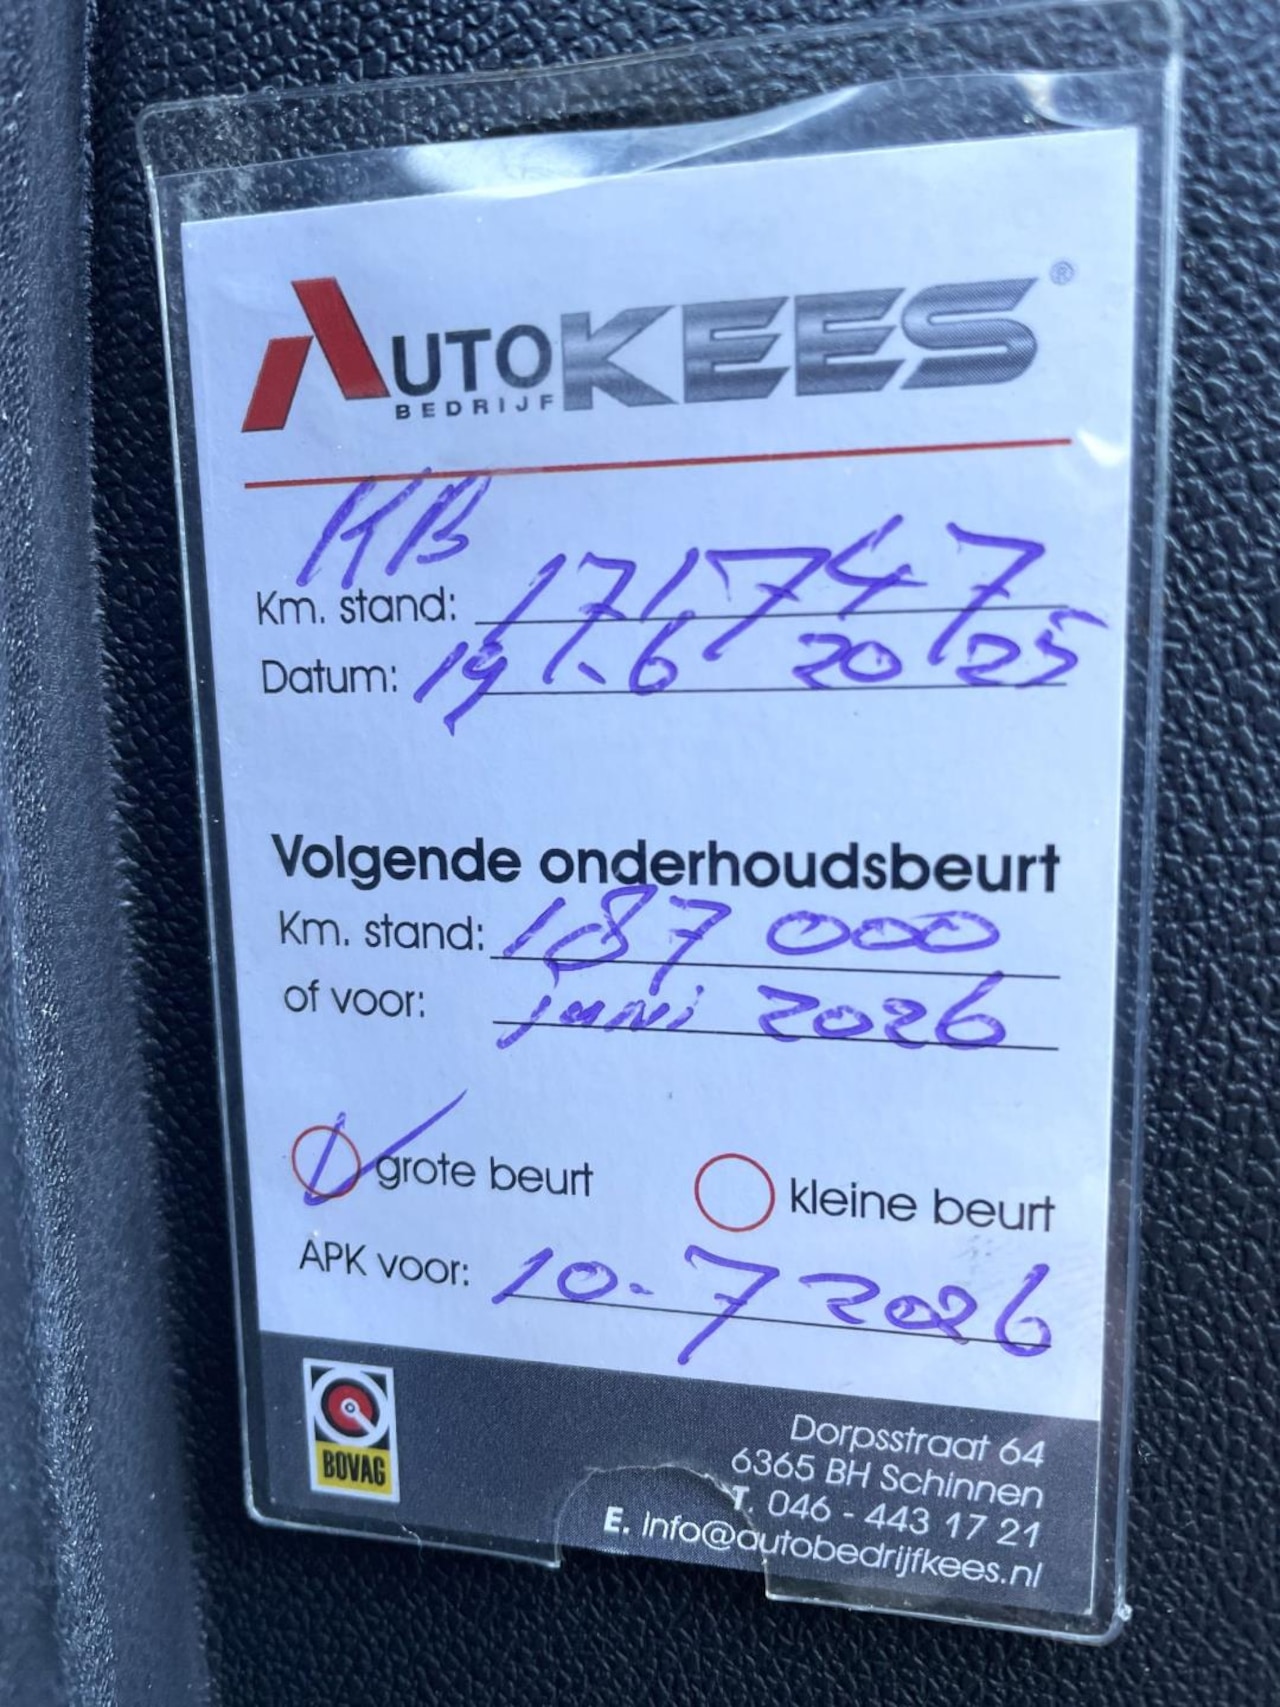 AUTO KEES ®
BEDRIJF
KB
Km. stand: 171747
Datum: 19-6 2025
Volgende onderhoudsbeurt
Km. stand: 187 000
of voor: juni 2026
grote beurt kleine beurt
APK voor: 10-7 2026
BOVAG
Dorpsstraat 64
6365 BH Schinnen
T. 046 - 443 17 21
E. Info@autobedrijfkees.nl